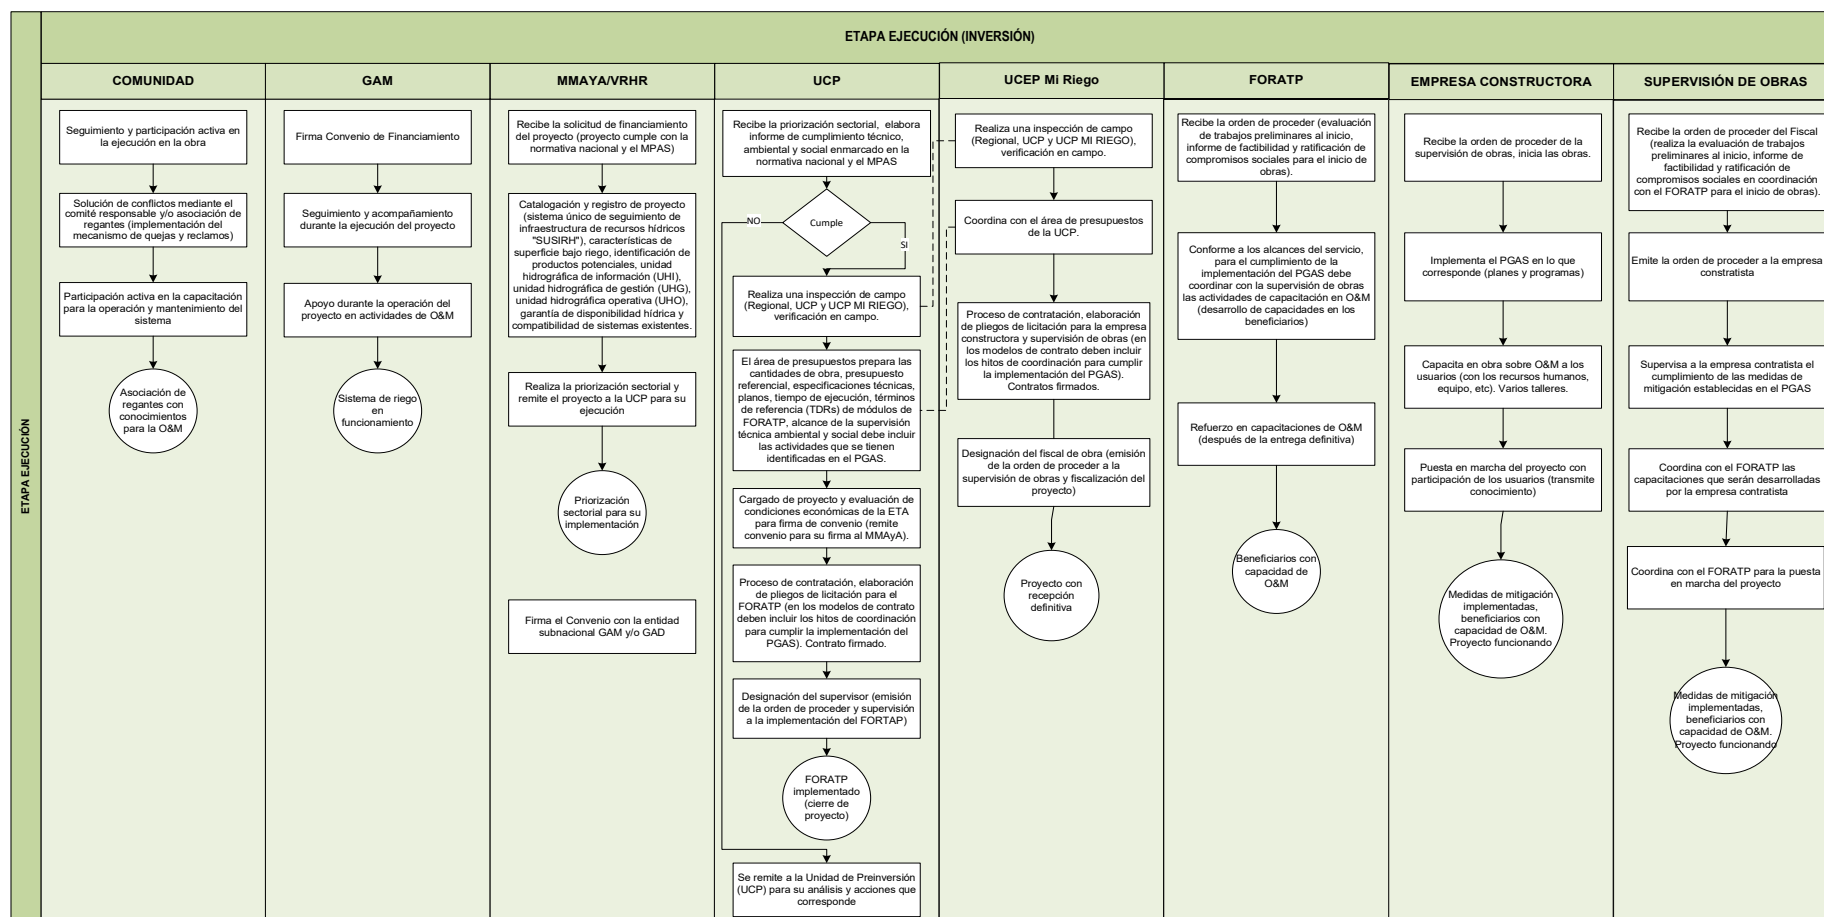 ETAPA EJECUCIÓN (INVERSIÓN)
ETAPA EJECUCIÓN
COMUNIDAD
Seguimiento y participación activa en
la ejecución en la obra
Solución de conflictos mediante el
comité responsable y/o asociación de
regantes (implementación del
mecanismo de quejas y reclamos)
Participación activa en la capacitación
para la operación y mantenimiento del
sistema
Asociación de
regantes con
conocimientos
para la O&M
GAM
Firma Convenio de Financiamiento
Seguimiento y acompañamiento
durante la ejecución del proyecto
Apoyo durante la operación del
proyecto en actividades de O&M
Sistema de riego
en
funcionamiento
MMAYA/VRHR
Recibe la solicitud de financiamiento
del proyecto (proyecto cumple con la
normativa nacional y el MPAS)
Catalogación y registro de proyecto
(sistema único de seguimiento de
infraestructura de recursos hídricos
"SUSIRH"), características de
superficie bajo riego, identificación de
productos potenciales, unidad
hidrográfica de información (UHI),
unidad hidrográfica de gestión (UHG),
unidad hidrográfica operativa (UHO),
garantía de disponibilidad hídrica y
compatibilidad de sistemas existentes.
Realiza la priorización sectorial y
remite el proyecto a la UCP para su
ejecución
Priorización
sectorial para su
implementación
Firma el Convenio con la entidad
subnacional GAM y/o GAD
UCP
Recibe la priorización sectorial, elabora
informe de cumplimiento técnico,
ambiental y social enmarcado en la
normativa nacional y el MPAS
Cumple
NO
SI
Realiza una inspección de campo
(Regional, UCP y UCP MI RIEGO),
verificación en campo.
El área de presupuestos prepara las
cantidades de obra, presupuesto
referencial, especificaciones técnicas,
planos, tiempo de ejecución, términos
de referencia (TDRs) de módulos de
FORATP, alcance de la supervisión
técnica ambiental y social debe incluir
las actividades que se tienen
identificadas en el PGAS.
Cargado de proyecto y evaluación de
condiciones económicas de la ETA
para firma de convenio (remite
convenio para su firma al MMAyA).
Proceso de contratación, elaboración
de pliegos de licitación para el
FORATP (en los modelos de contrato
deben incluir los hitos de coordinación
para cumplir la implementación del
PGAS). Contrato firmado.
Designación del supervisor (emisión
de la orden de proceder y supervisión
a la implementación del FORTAP)
FORATP
implementado
(cierre de
proyecto)
Se remite a la Unidad de Preinversión
(UCP) para su análisis y acciones que
corresponde
UCEP Mi Riego
Realiza una inspección de campo
(Regional, UCP y UCP MI RIEGO),
verificación en campo.
Coordina con el área de presupuestos
de la UCP.
Proceso de contratación, elaboración
de pliegos de licitación para la empresa
constructora y supervisión de obras (en
los modelos de contrato deben incluir
los hitos de coordinación para cumplir
la implementación del PGAS).
Contratos firmados.
Designación del fiscal de obra (emisión
de la orden de proceder a la
supervisión de obras y fiscalización del
proyecto)
Proyecto con
recepción
definitiva
FORATP
Recibe la orden de proceder (evaluación
de trabajos preliminares al inicio,
informe de factibilidad y ratificación de
compromisos sociales para el inicio de
obras).
Conforme a los alcances del servicio,
para el cumplimiento de la
implementación del PGAS debe
coordinar con la supervisión de obras
las actividades de capacitación en O&M
(desarrollo de capacidades en los
beneficiarios)
Refuerzo en capacitaciones de O&M
(después de la entrega definitiva)
Beneficiarios con
capacidad de
O&M
EMPRESA CONSTRUCTORA
Recibe la orden de proceder de la
supervisión de obras, inicia las obras.
Implementa el PGAS en lo que
corresponde (planes y programas)
Capacita en obra sobre O&M a los
usuarios (con los recursos humanos,
equipo, etc). Varios talleres.
Puesta en marcha del proyecto con
participación de los usuarios (transmite
conocimiento)
Medidas de mitigación
implementadas,
beneficiarios con
capacidad de O&M.
Proyecto funcionando
SUPERVISIÓN DE OBRAS
Recibe la orden de proceder del Fiscal
(realiza la evaluación de trabajos
preliminares al inicio, informe de
factibilidad y ratificación de
compromisos sociales en coordinación
con el FORATP para el inicio de obras).
Emite la orden de proceder a la empresa
constratista
Supervisa a la empresa contratista el
cumplimiento de las medidas de
mitigación establecidas en el PGAS
Coordina con el FORATP las
capacitaciones que serán desarrolladas
por la empresa contratista
Coordina con el FORATP para la puesta
en marcha del proyecto
Medidas de mitigación
implementadas,
beneficiarios con
capacidad de O&M.
Proyecto funcionando